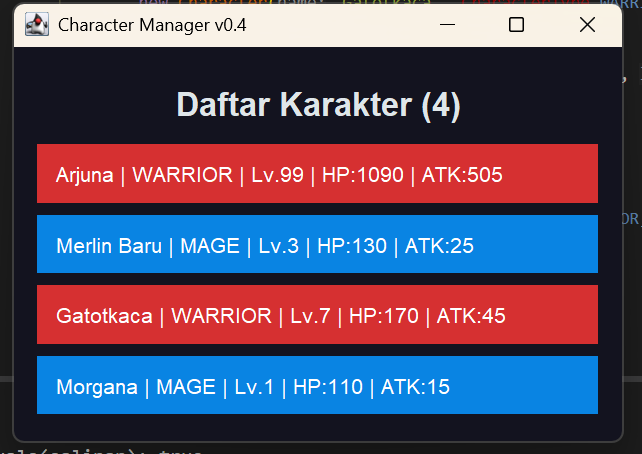 Character Manager v0.4
Daftar Karakter (4)
Arjuna | WARRIOR | Lv.99 | HP:1090 | ATK:505
Merlin Baru | MAGE | Lv.3 | HP:130 | ATK:25
Gatotkaca | WARRIOR | Lv.7 | HP:170 | ATK:45
Morgana | MAGE | Lv.1 | HP:110 | ATK:15